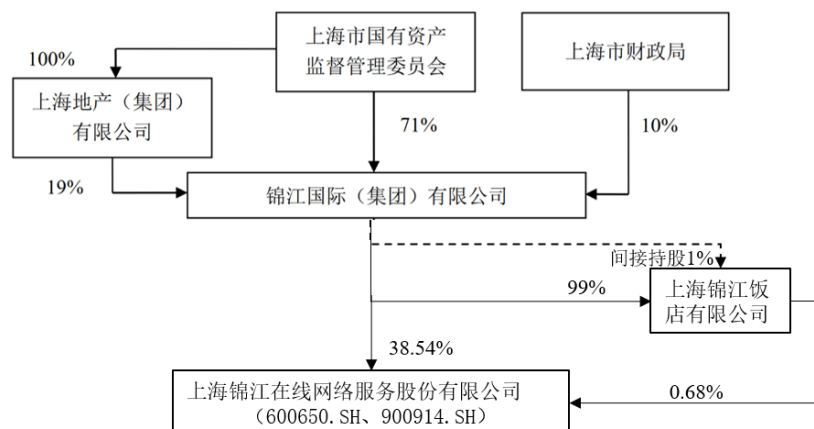 上海市国有资产
监督管理委员会
上海市财政局
100%
上海地产（集团）
有限公司
71%
10%
19%
锦江国际（集团）有限公司
间接持股1%
99%
上海锦江饭
店有限公司
38.54%
上海锦江在线网络服务股份有限公司
（600650.SH、900914.SH）
0.68%